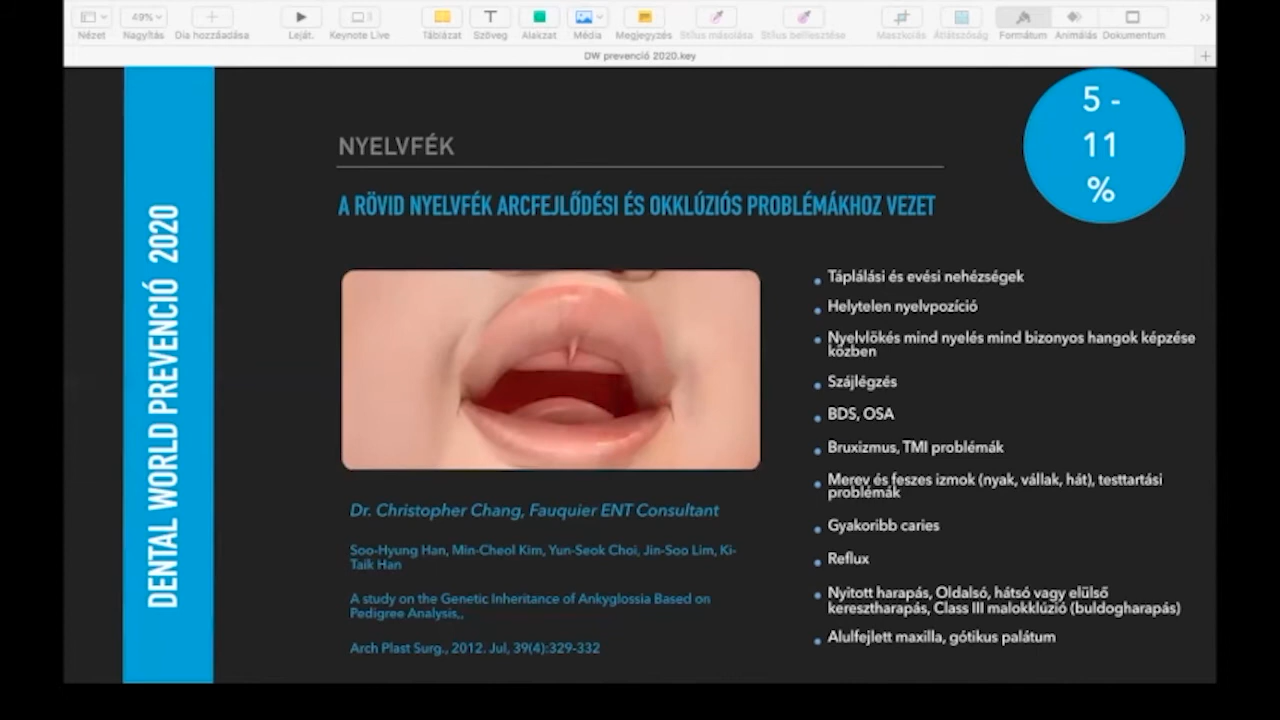 49%
Nézet
Nagyítás
Dia hozzáadása
Leját.
Keynote Live
Táblázat
Szöveg
Alakzat
Média
Megjegyzés
Stílus másolása
Stílus beillesztése
Maszkolás
Átlátszóság
Formátum
Animálás
Dokumentum
DW prevenció 2020.key
DENTAL WORLD PREVENCIÓ 2020
5 -
11
%
NYELVFÉK
A RÖVID NYELVFÉK ARCFEJLŐDÉSI ÉS OKKLÚZIÓS PROBLÉMÁKHOZ VEZET
Dr. Christopher Chang, Fauquier ENT Consultant
Soo-Hyung Han, Min-Cheol Kim, Yun-Seok Choi, Jin-Soo Lim, Ki-
Taik Han
A study on the Genetic Inheritance of Ankyglossia Based on
Pedigree Analysis,,
Arch Plast Surg., 2012. Jul, 39(4):329-332
Táplálási és evési nehézségek
Helytelen nyelvpozíció
Nyelvlökés mind nyelés mind bizonyos hangok képzése
közben
Szájlégzés
BDS, OSA
Bruxizmus, TMI problémák
Merev és feszes izmok (nyak, vállak, hát), testtartási
problémák
Gyakoribb caries
Reflux
Nyitott harapás, Oldalsó, hátsó vagy elülső
keresztharapás, Class III malokklúzió (buldogharapás)
Alulfejlett maxilla, gótikus palátum